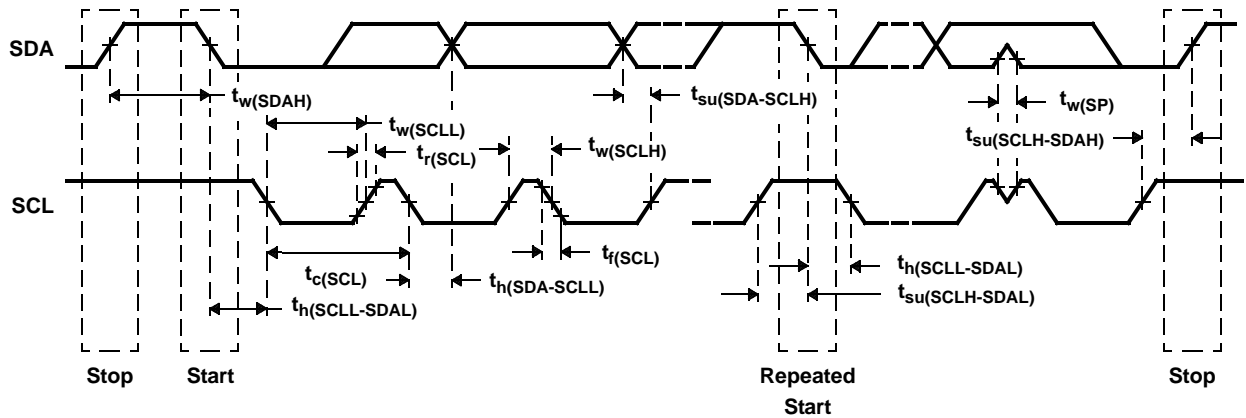 SDA
tw(SDAH)
tsu(SDA-SCLH)
tw(SP)
tw(SCLL)
tr(SCL)
tw(SCLH)
tsu(SCLH-SDAH)
SCL
tc(SCL)
th(SDA-SCLL)
tf(SCL)
th(SCLL-SDAL)
th(SCLL-SDAL)
tsu(SCLH-SDAL)
Stop
Start
Repeated
Start
Stop